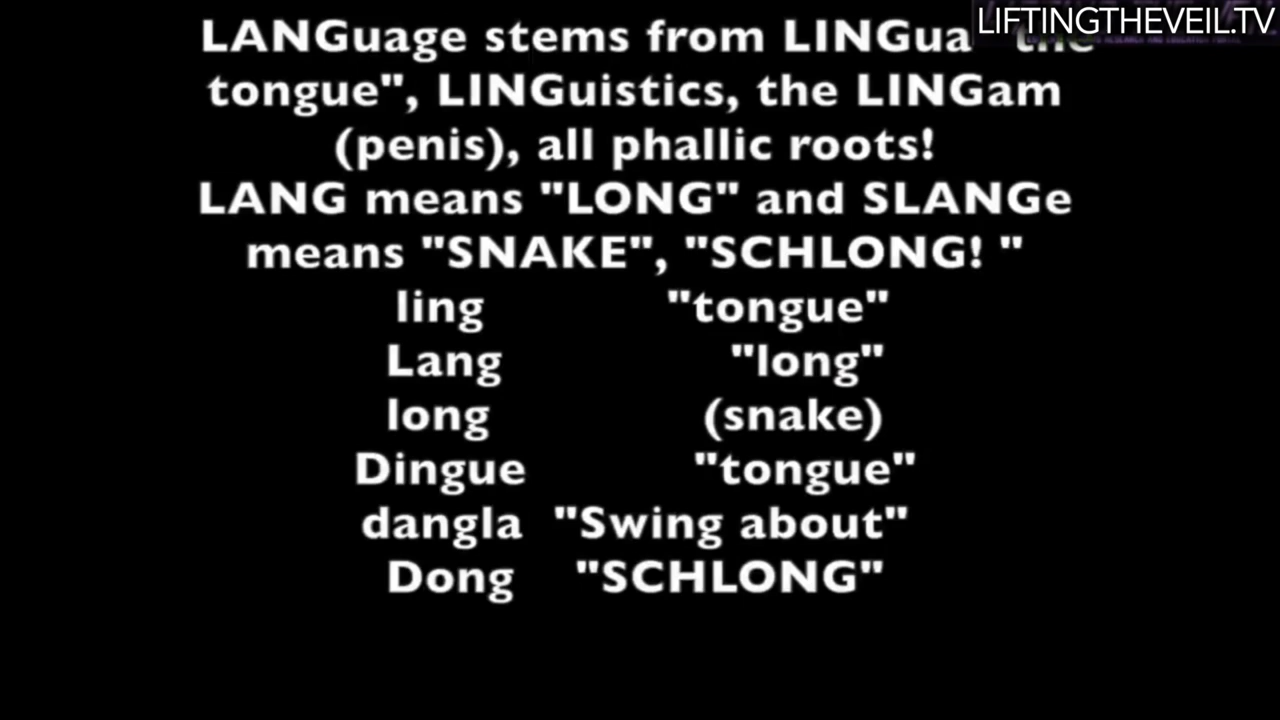 LIFTINGTHEVEIL.TV
LANGuage stems from LINGua "the
tongue", LINGuistics, the LINGam
(penis), all phallic roots!
LANG means "LONG" and SLANGe
means "SNAKE", "SCHLONG! "
ling "tongue"
Lang "long"
long (snake)
Dingue "tongue"
dangla "Swing about"
Dong "SCHLONG"